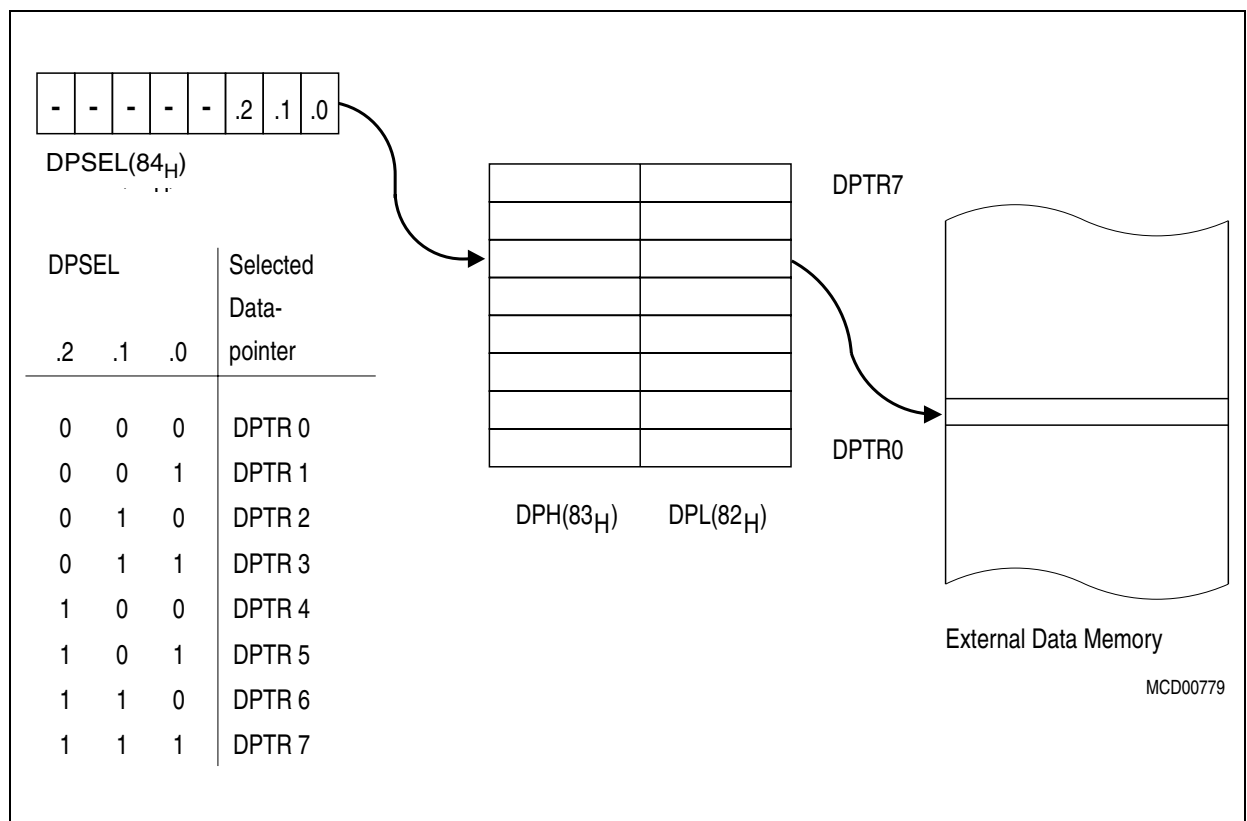 - - - - - .2 .1 .0
DPSEL(84H)
DPSEL Selected
Data-
.2 .1 .0 pointer
0 0 0 DPTR 0
0 0 1 DPTR 1
0 1 0 DPTR 2
0 1 1 DPTR 3
1 0 0 DPTR 4
1 0 1 DPTR 5
1 1 0 DPTR 6
1 1 1 DPTR 7
DPTR7
DPTR0
DPH(83H) DPL(82H)
External Data Memory
MCD00779